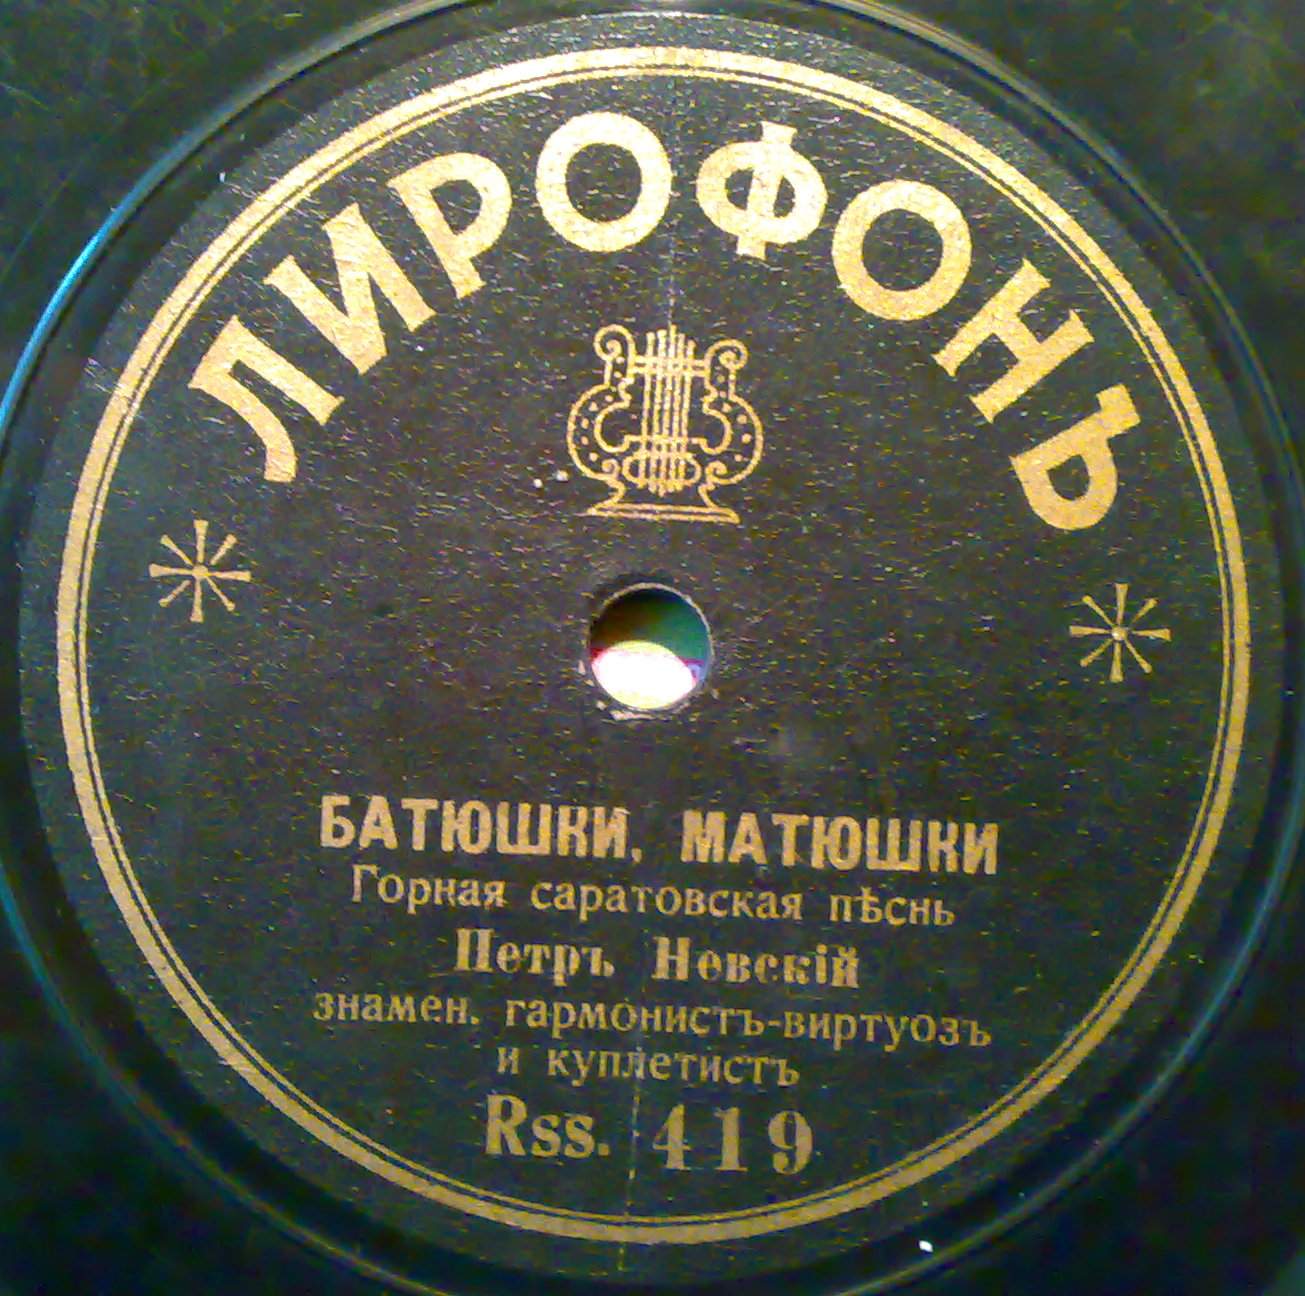 ЛИРОФОНЪ
БАТЮШКИ, МАТЮШКИ
Горная саратовская пѣснь
Петръ Невскій
знамен. гармонистъ-виртуозъ
и куплетистъ
Rss. 419